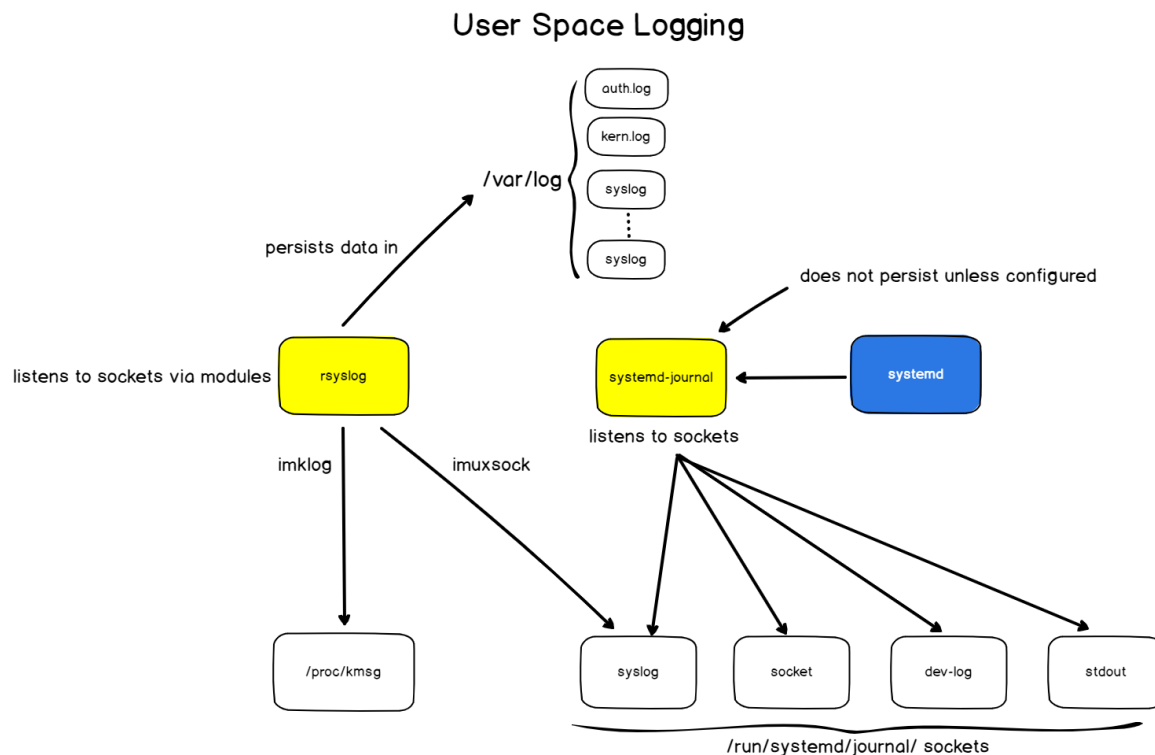 User Space Logging
auth.log
kern.log
/var/log
syslog
syslog
persists data in
does not persist unless configured
listens to sockets via modules
rsyslog
systemd-journal
systemd
listens to sockets
imklog
imuxsock
/proc/kmsg
syslog
socket
dev-log
stdout
/run/systemd/journal/ sockets